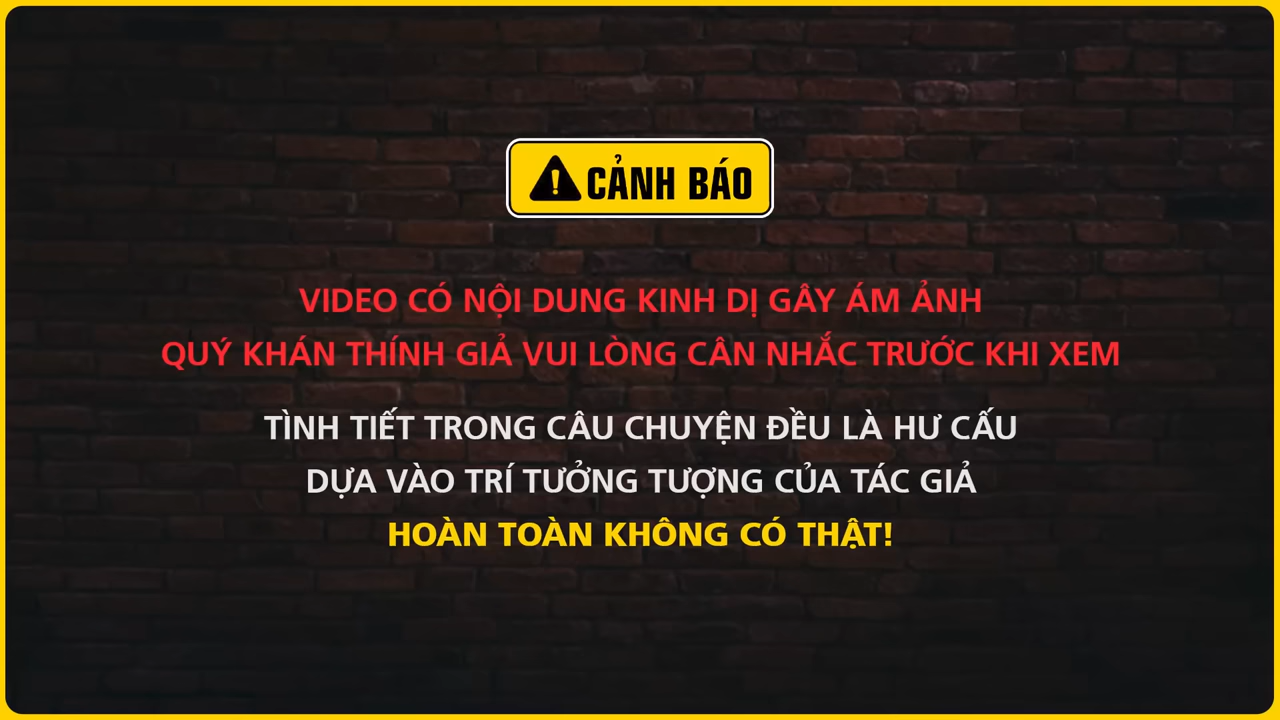 CẢNH BÁO
VIDEO CÓ NỘI DUNG KINH DỊ GÂY ÁM ẢNH
QUÝ KHÁN THÍNH GIẢ VUI LÒNG CÂN NHẮC TRƯỚC KHI XEM
TÌNH TIẾT TRONG CÂU CHUYỆN ĐỀU LÀ HƯ CẤU
DỰA VÀO TRÍ TƯỞNG TƯỢNG CỦA TÁC GIẢ
HOÀN TOÀN KHÔNG CÓ THẬT!